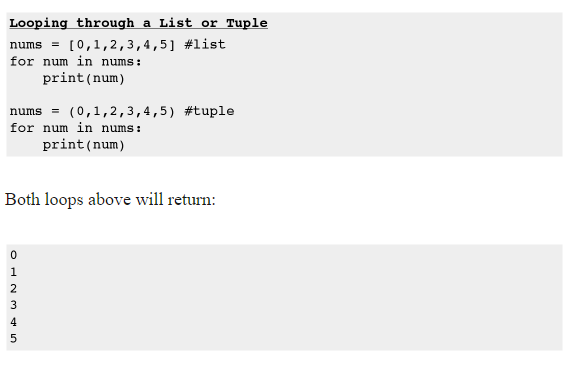 Looping through a List or Tuple
nums = [0,1,2,3,4,5] #list
for num in nums:
    print(num)
nums = (0,1,2,3,4,5) #tuple
for num in nums:
    print(num)
Both loops above will return:
0
1
2
3
4
5